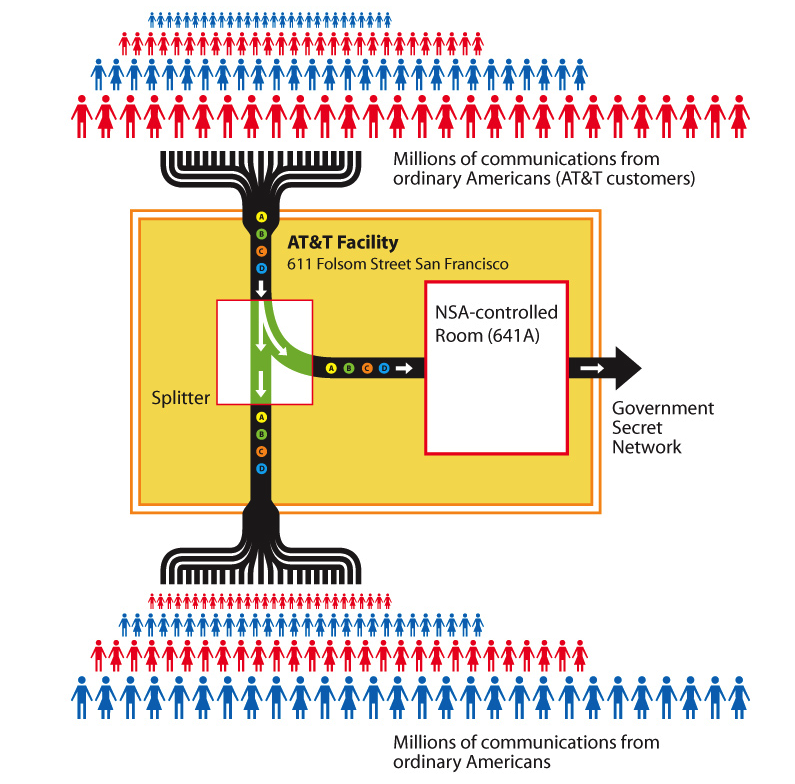 Millions of communications from
ordinary Americans (AT&T customers)
A
B
C
D
AT&T Facility
611 Folsom Street San Francisco
NSA-controlled
Room (641A)
A B C D
Splitter
Government
Secret
Network
A
B
C
D
Millions of communications from
ordinary Americans